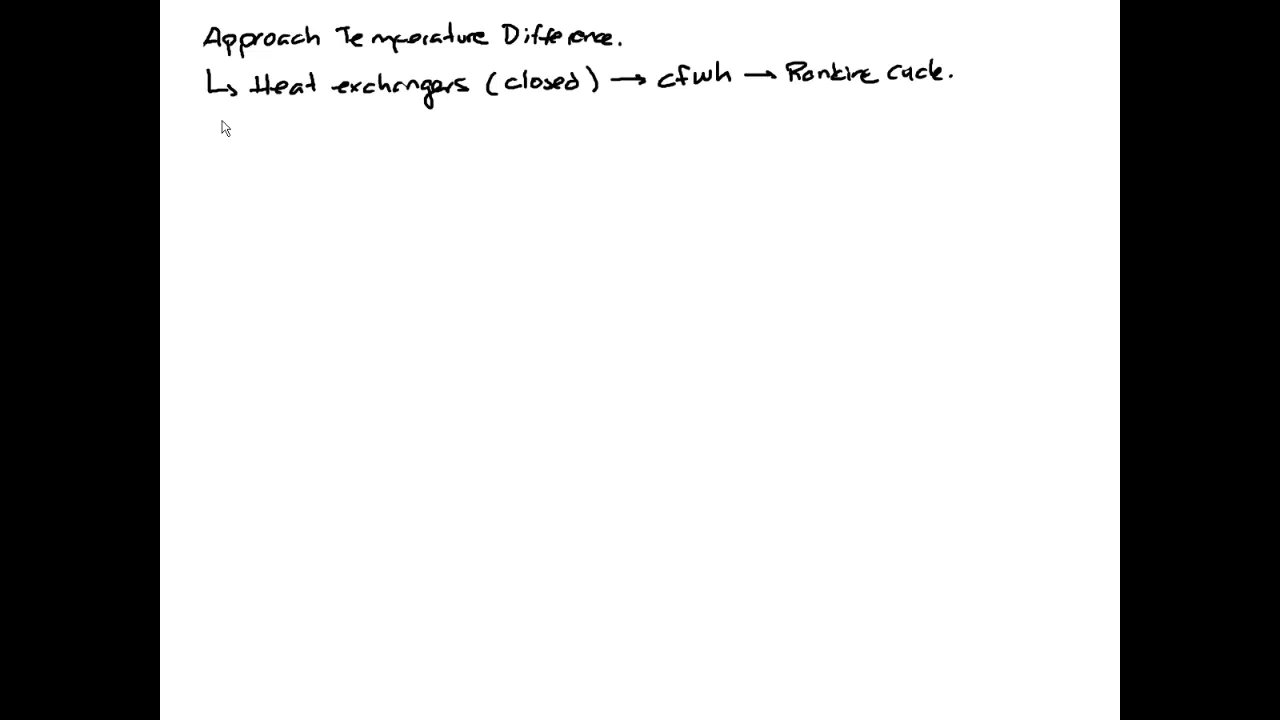 Approach Temperature Difference.
↳ Heat exchangers (closed) → cfwh → Rankine Cycle.